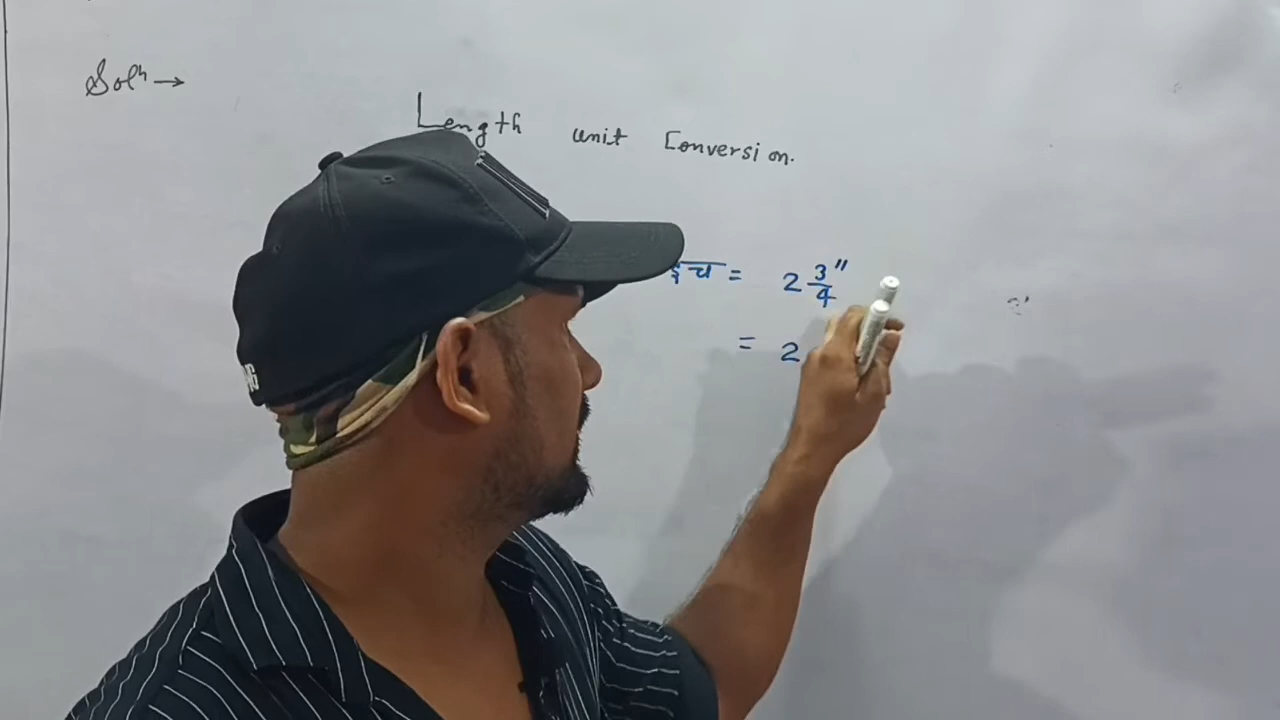 Solⁿ →
Length unit Conversion.
इंच = 2 3/4"
= 2